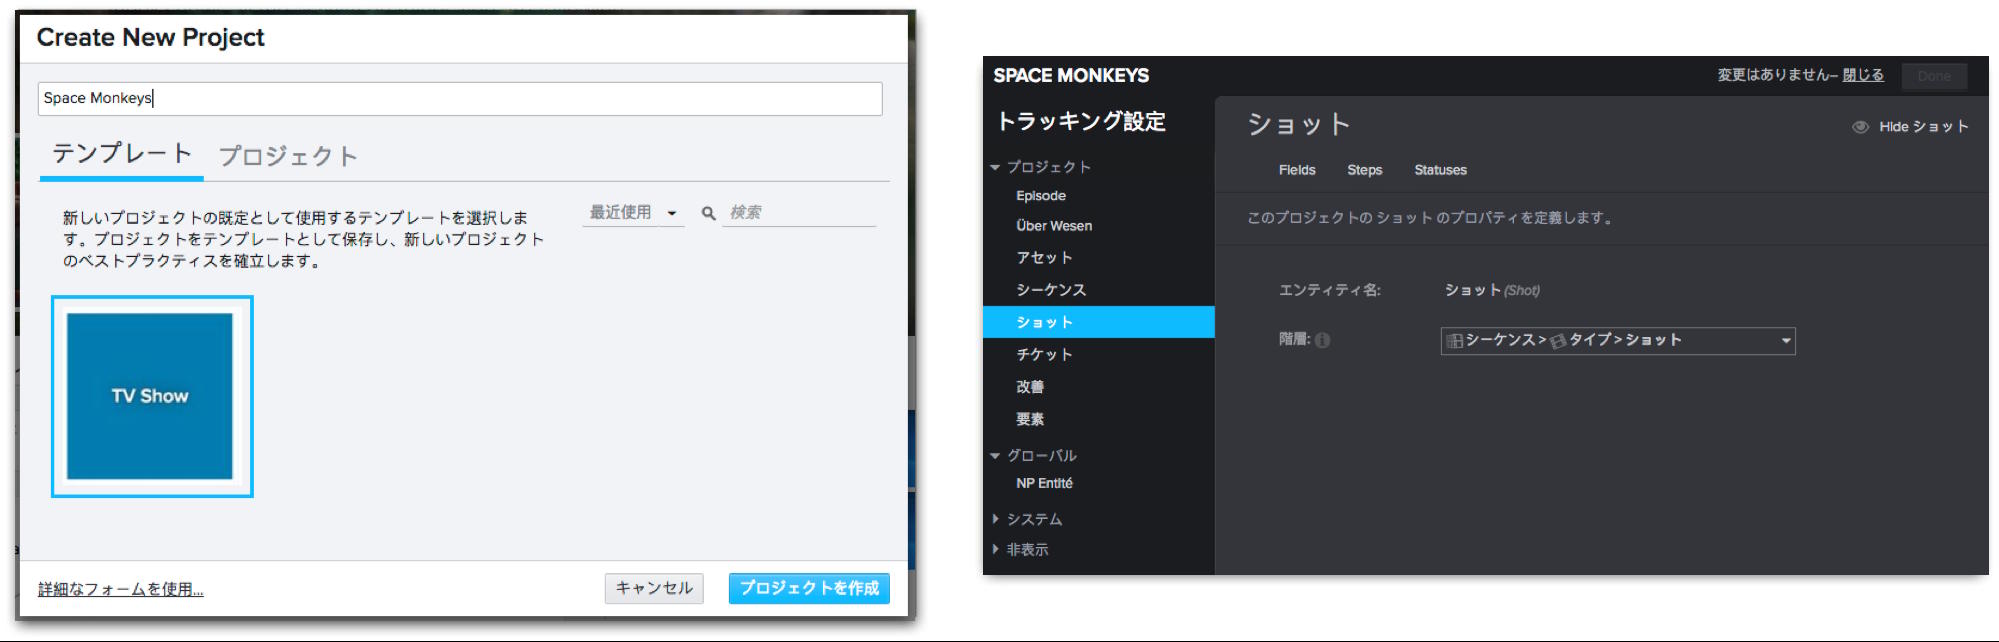 Create New Project
Space Monkeys
テンプレート プロジェクト
新しいプロジェクトの既定として使用するテンプレートを選択しま
す。プロジェクトをテンプレートとして保存し、新しいプロジェクト
のベストプラクティスを確立します。
最近使用 検索
TV Show
詳細なフォームを使用...
キャンセル プロジェクトを作成
SPACE MONKEYS
変更はありません– 閉じる Done
トラッキング設定
プロジェクト
Episode
Über Wesen
アセット
シーケンス
ショット
チケット
改善
要素
グローバル
NP Entité
システム
非表示
ショット
Hide ショット
Fields Steps Statuses
このプロジェクトの ショット のプロパティを定義します。
エンティティ名: ショット (Shot)
階層: シーケンス > タイプ > ショット